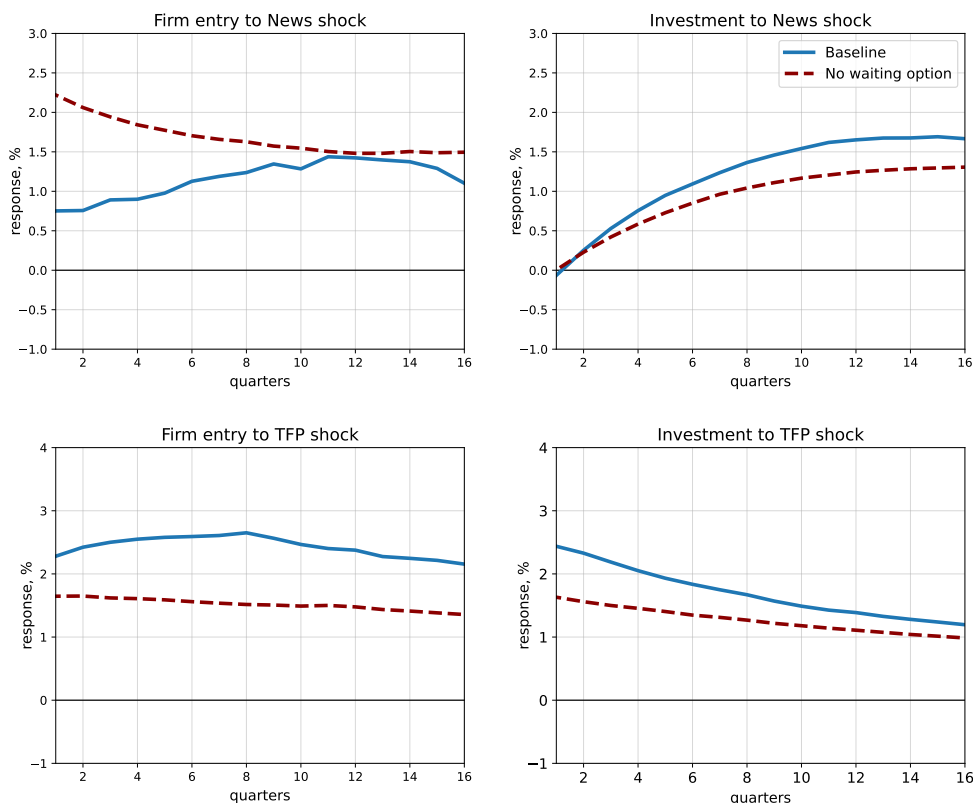 Firm entry to News shock
response, %
3.0
2.5
2.0
1.5
1.0
0.5
0.0
−0.5
−1.0
2 4 6 8 10 12 14 16
quarters
Investment to News shock
Baseline
No waiting option
response, %
3.0
2.5
2.0
1.5
1.0
0.5
0.0
−0.5
−1.0
2 4 6 8 10 12 14 16
quarters
Firm entry to TFP shock
response, %
4
3
2
1
0
−1
2 4 6 8 10 12 14 16
quarters
Investment to TFP shock
response, %
4
3
2
1
0
−1
2 4 6 8 10 12 14 16
quarters